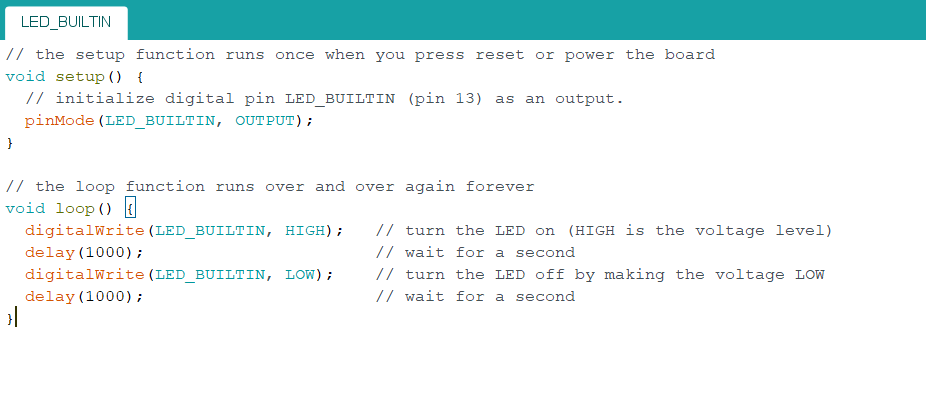 LED_BUILTIN
// the setup function runs once when you press reset or power the board
void setup() {
  // initialize digital pin LED_BUILTIN (pin 13) as an output.
  pinMode(LED_BUILTIN, OUTPUT);
}

// the loop function runs over and over again forever
void loop() {
  digitalWrite(LED_BUILTIN, HIGH);   // turn the LED on (HIGH is the voltage level)
  delay(1000);                       // wait for a second
  digitalWrite(LED_BUILTIN, LOW);    // turn the LED off by making the voltage LOW
  delay(1000);                       // wait for a second
}